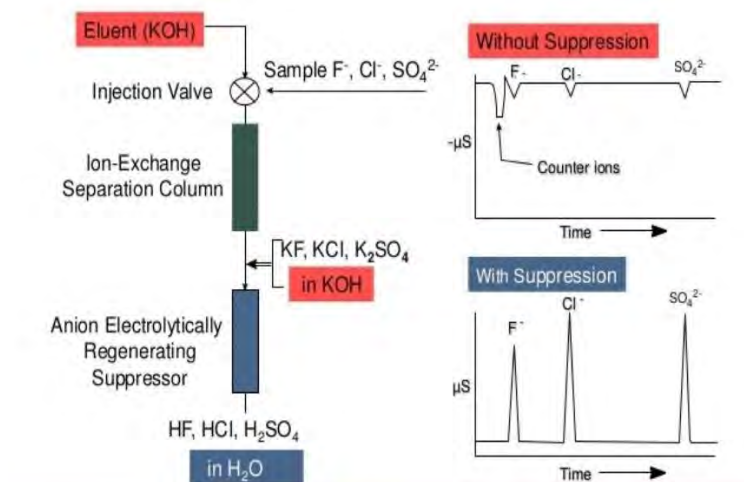 Eluent (KOH)
Injection Valve
Sample F⁻, Cl⁻, SO₄²⁻
Ion-Exchange
Separation Column
KF, KCl, K₂SO₄
in KOH
Anion Electrolytically
Regenerating
Suppressor
HF, HCl, H₂SO₄
in H₂O
Without Suppression
F⁻
Cl⁻
SO₄²⁻
-µS
Counter ions
Time
With Suppression
F⁻
Cl⁻
SO₄²⁻
µS
Time